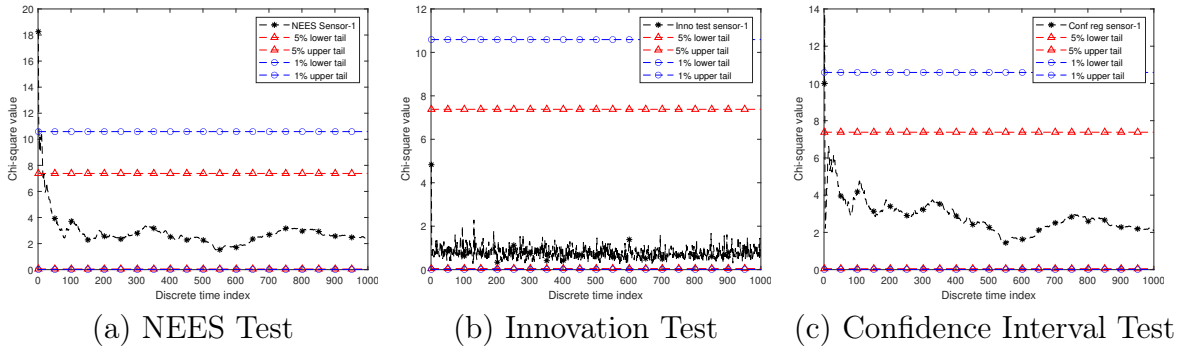 20
18
16
14
12
10
8
6
4
2
0
Chi-square value
NEES Sensor-1
5% lower tail
5% upper tail
1% lower tail
1% upper tail
0 100 200 300 400 500 600 700 800 900 1000
Discrete time index
(a) NEES Test
12
10
8
6
4
2
0
Chi-square value
Inno test sensor-1
5% lower tail
5% upper tail
1% lower tail
1% upper tail
0 100 200 300 400 500 600 700 800 900 1000
Discrete time index
(b) Innovation Test
14
12
10
8
6
4
2
0
Chi-square value
Conf reg sensor-1
5% lower tail
5% upper tail
1% lower tail
1% upper tail
0 100 200 300 400 500 600 700 800 900 1000
Discrete time index
(c) Confidence Interval Test